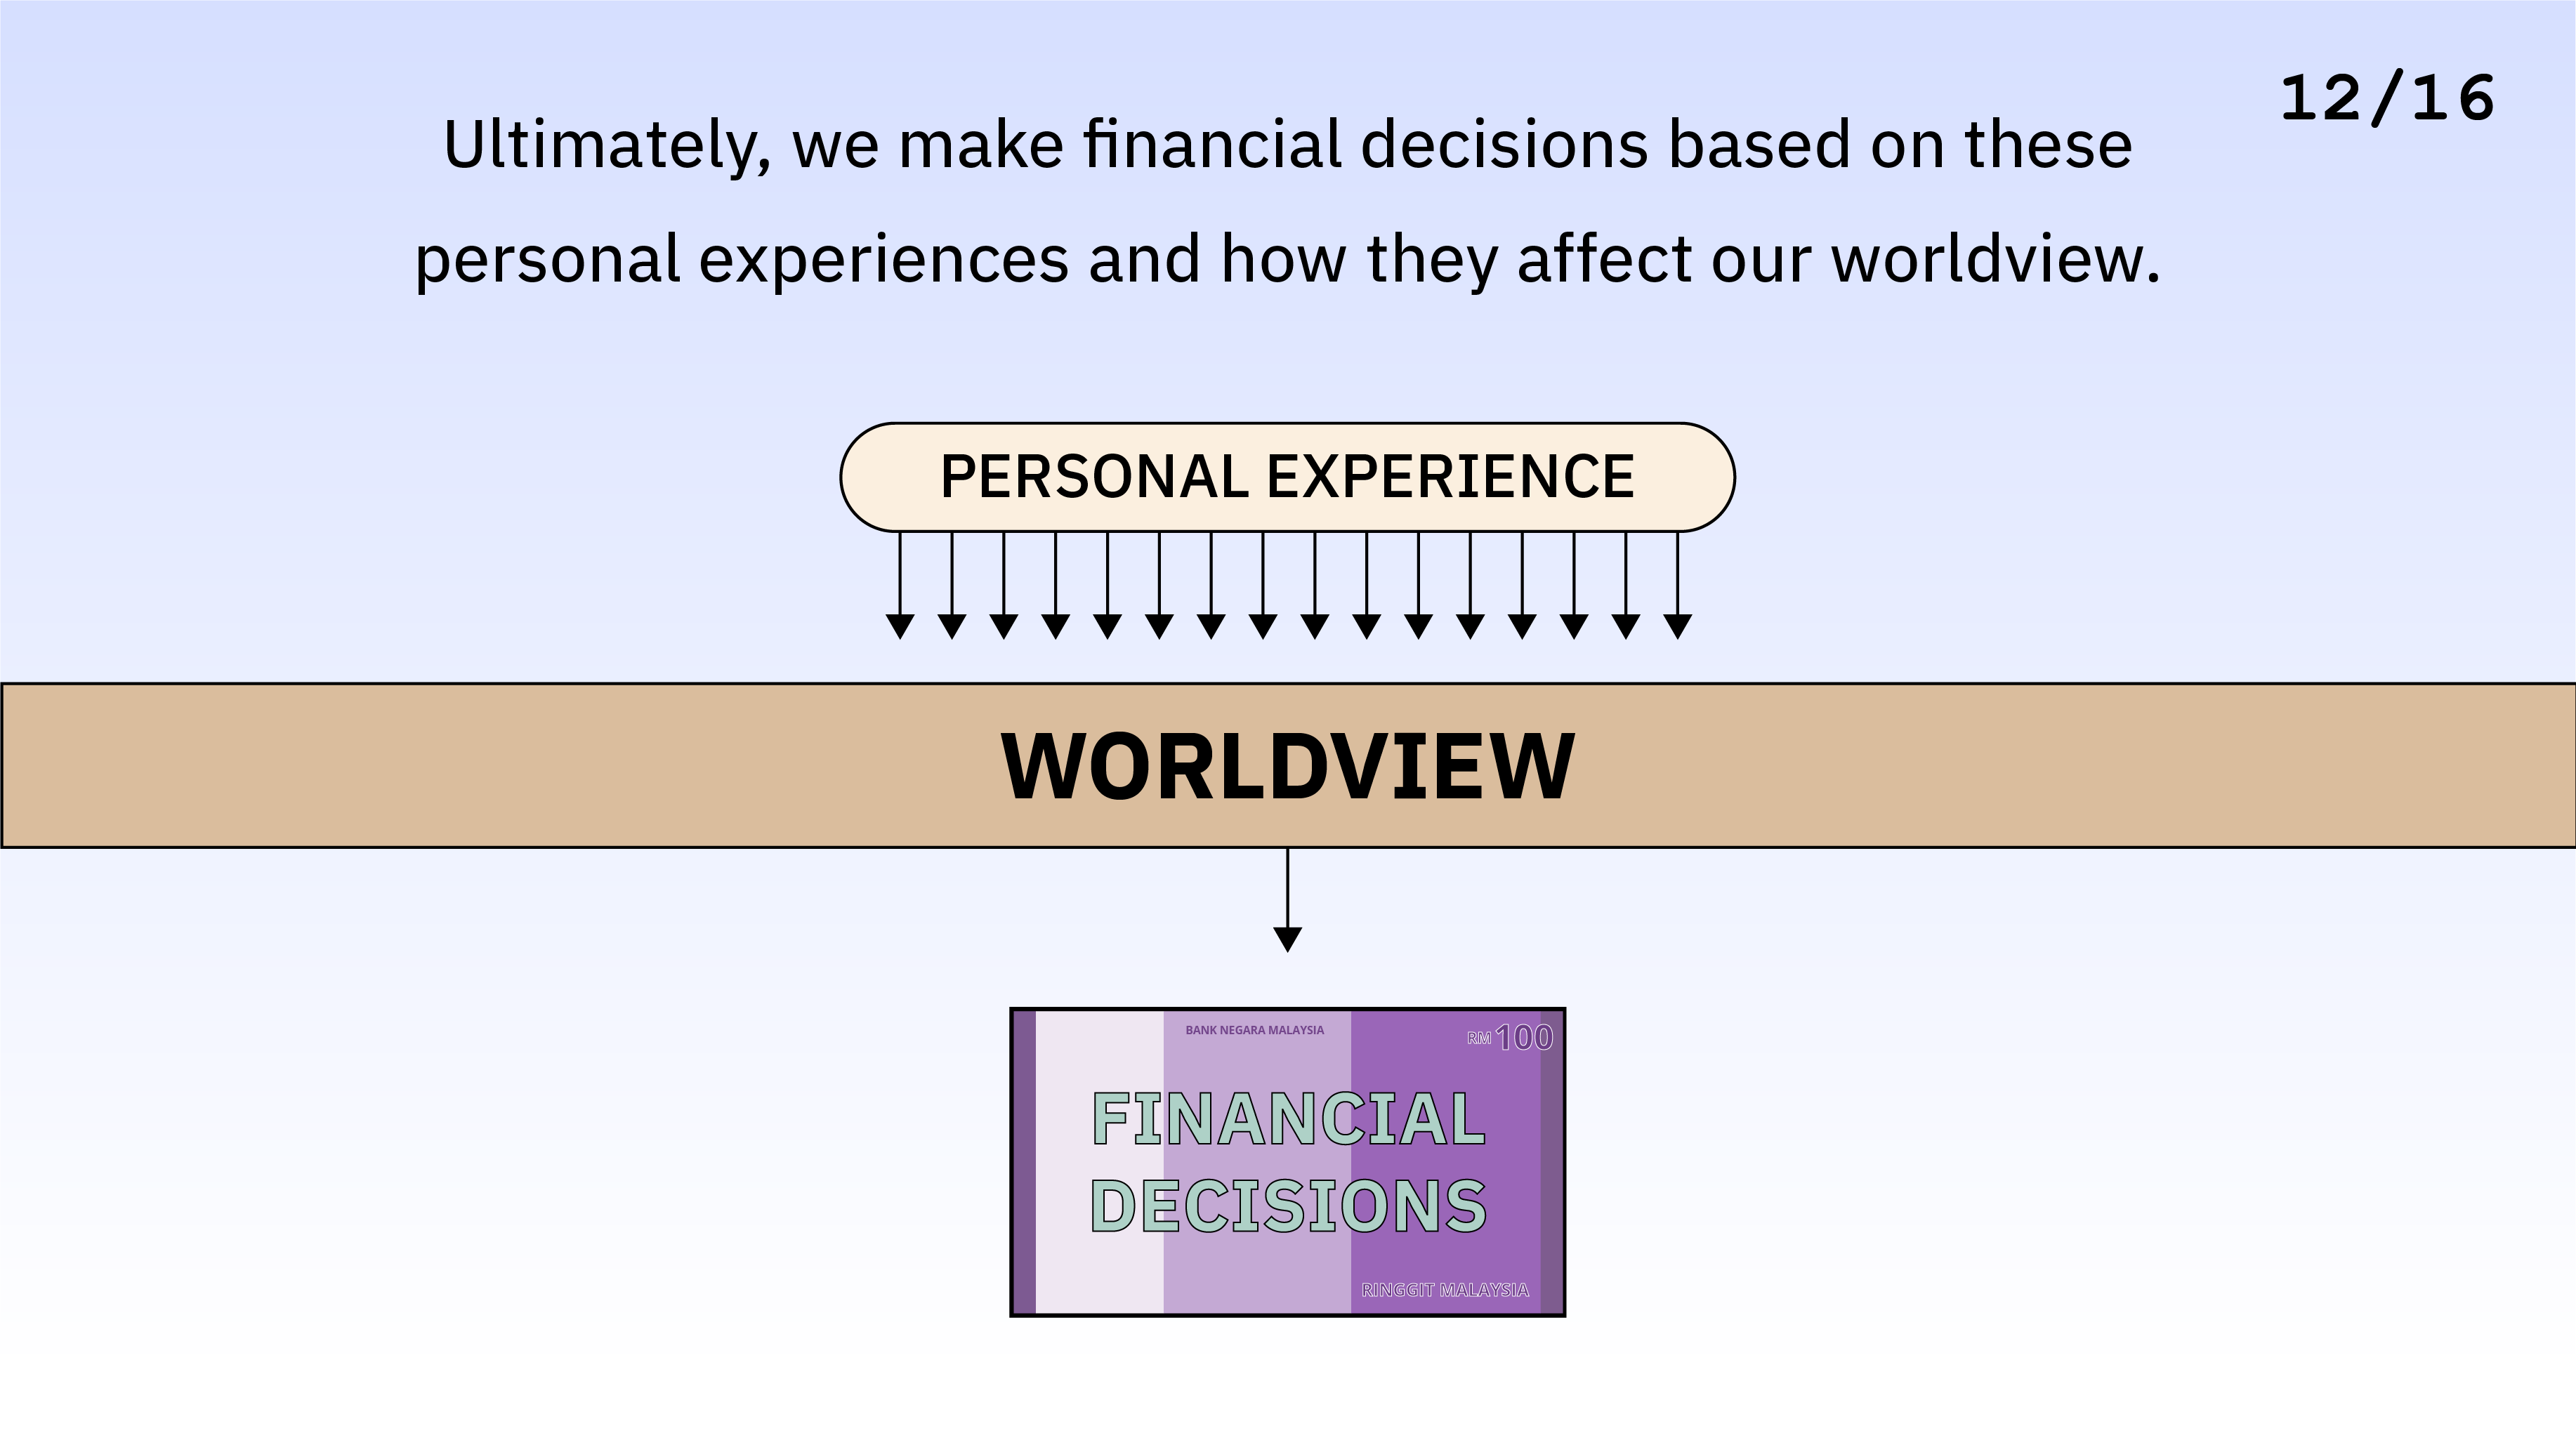 12/16
Ultimately, we make financial decisions based on these
personal experiences and how they affect our worldview.
PERSONAL EXPERIENCE
WORLDVIEW
BANK NEGARA MALAYSIA
RM 100
FINANCIAL
DECISIONS
RINGGIT MALAYSIA